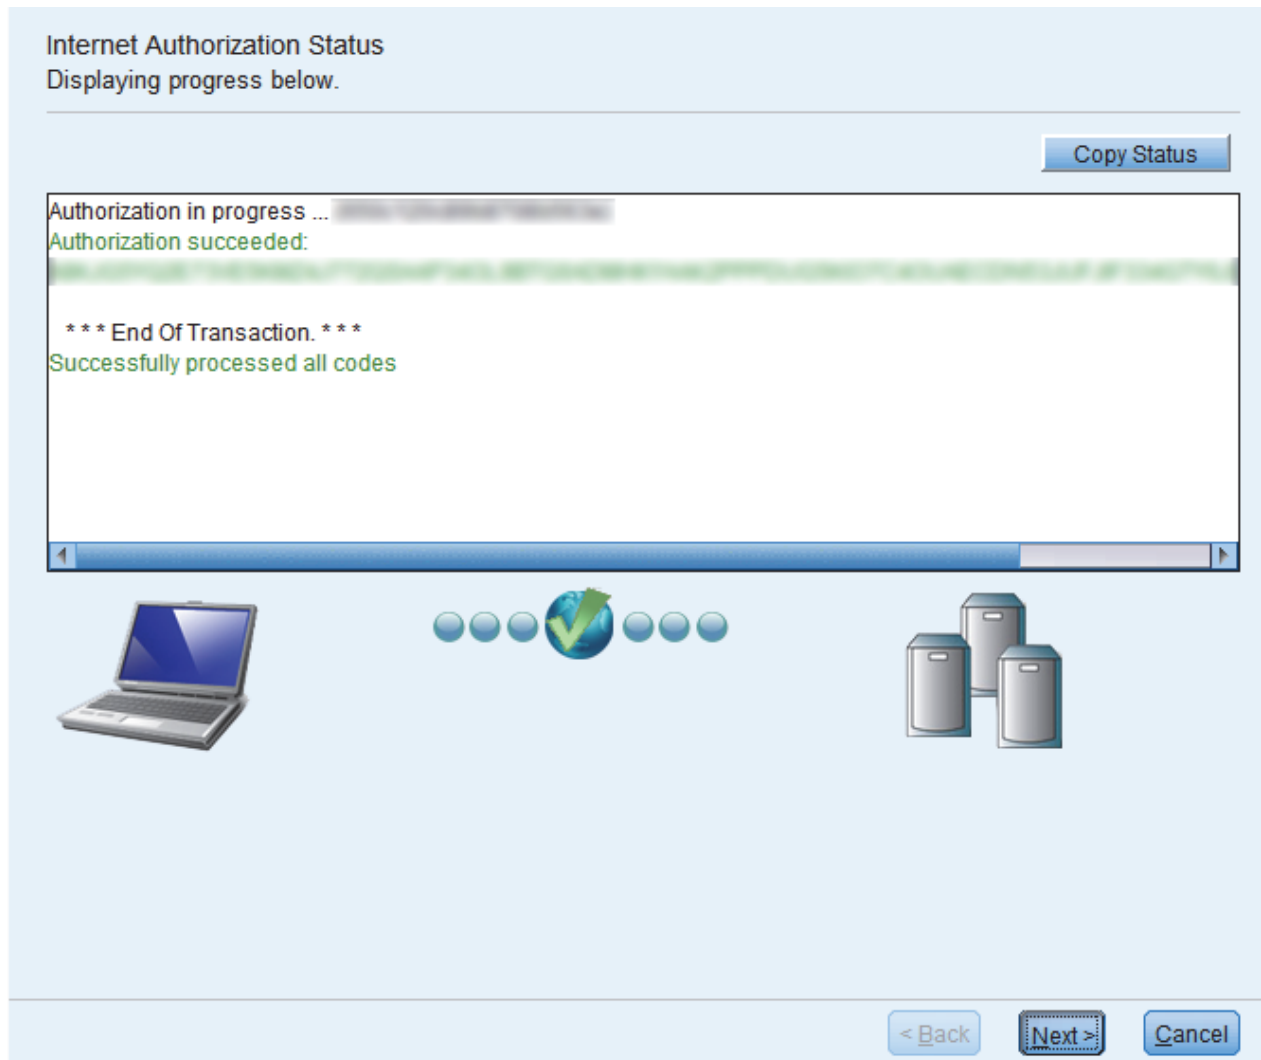 Internet Authorization Status
Displaying progress below.
Copy Status
Authorization in progress ...
Authorization succeeded:
* * * End Of Transaction. * * *
Successfully processed all codes
< Back
Next >
Cancel